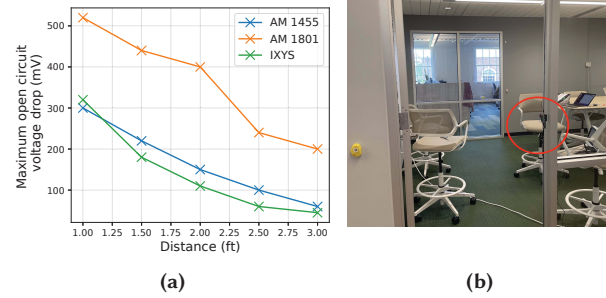 AM 1455
AM 1801
IXYS
Maximum open circuit
voltage drop (mV)
500
400
300
200
100
1.00 1.25 1.50 1.75 2.00 2.25 2.50 2.75 3.00
Distance (ft)
(a)
(b)